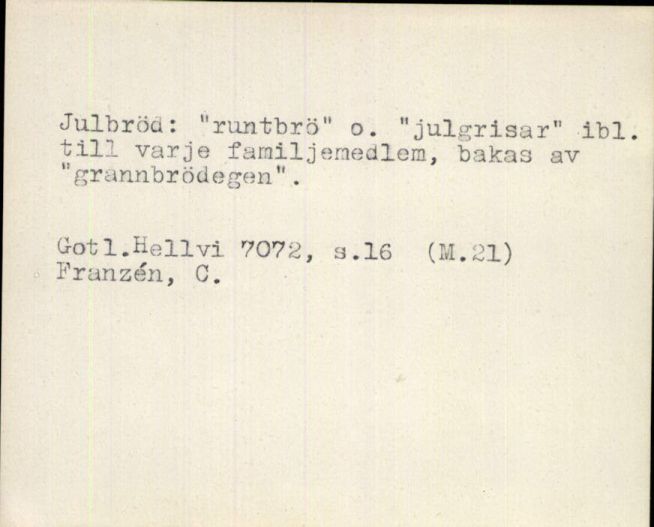 Julbröd: "runtbrö" o. "julgrisar" ibl.
till varje familjemedlem, bakas av
"grannbrödegen".
Gotl.Hellvi 7072, s.16 (M.21)
Franzén, C.